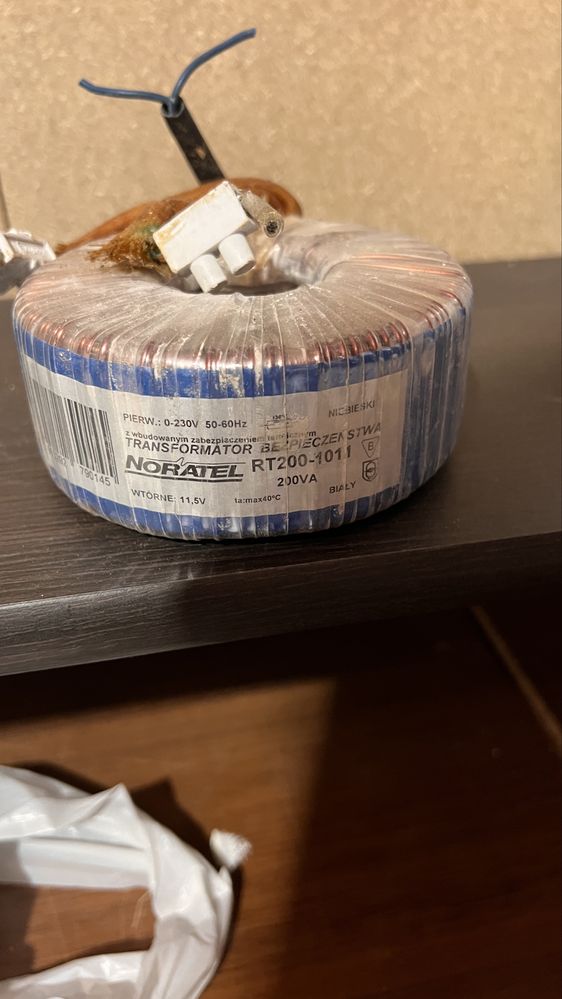 PIERW.: 0-230V 50-60Hz
NIEBIESKI
z wbudowanym zabezpieczeniem termicznym
TRANSFORMATOR BEZPIECZEŃSTWA
NORATEL RT200-1011
200VA
BIAŁY
WTÓRNE: 11,5V ta:max40°C
790145